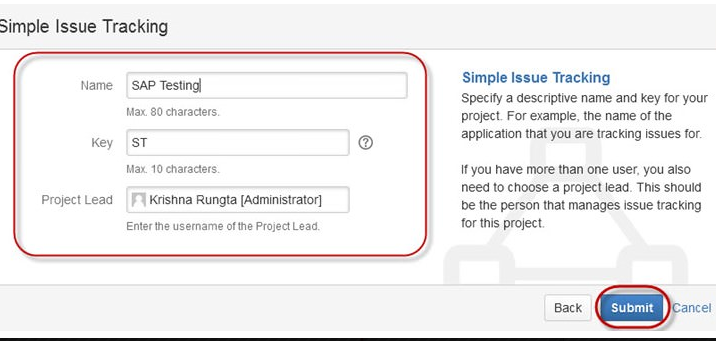 Simple Issue Tracking
Name
SAP Testing
Max. 80 characters.
Key
ST
Max. 10 characters.
Project Lead
Krishna Rungta [Administrator]
Enter the username of the Project Lead.
Simple Issue Tracking
Specify a descriptive name and key for your
project. For example, the name of the
application that you are tracking issues for.
If you have more than one user, you also
need to choose a project lead. This should
be the person that manages issue tracking
for this project.
Back
Submit
Cancel